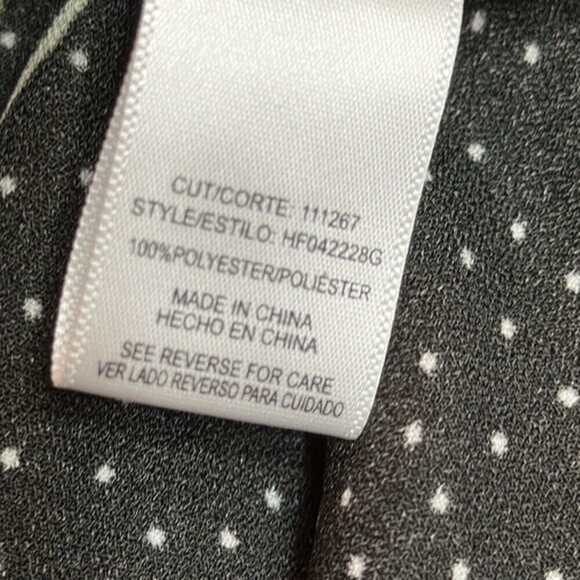 CUT/CORTE: 111267
STYLE/ESTILO: HF042228G
100%POLYESTER/POLIÉSTER
MADE IN CHINA
HECHO EN CHINA
SEE REVERSE FOR CARE
VER LADO REVERSO PARA CUIDADO